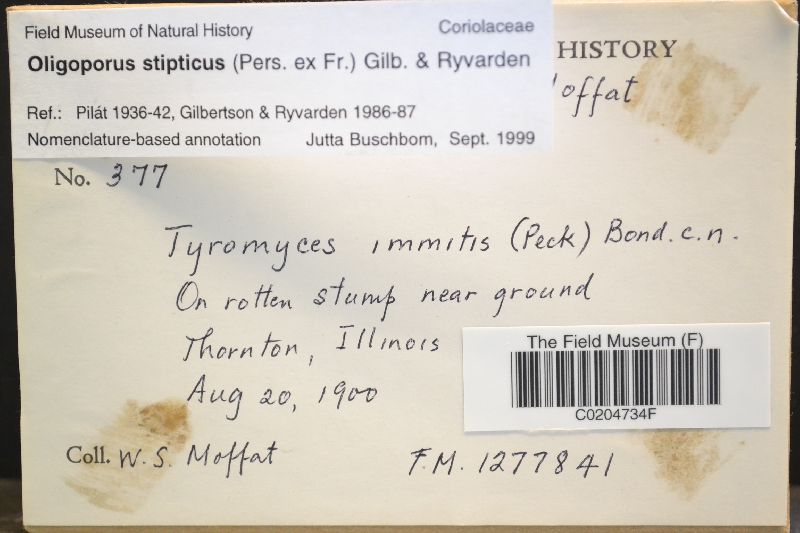 Field Museum of Natural History Coriolaceae
Oligoporus stipticus (Pers. ex Fr.) Gilb. & Ryvarden
Ref.: Pilát 1936-42, Gilbertson & Ryvarden 1986-87
Nomenclature-based annotation Jutta Buschbom, Sept. 1999
HISTORY
Moffat
No. 377
Tyromyces immitis (Peck) Bond. c.n.
On rotten stump near ground
Thornton, Illinois
Aug 20, 1900
The Field Museum (F)
C0204734F
Coll. W. S. Moffat F.M. 1277841